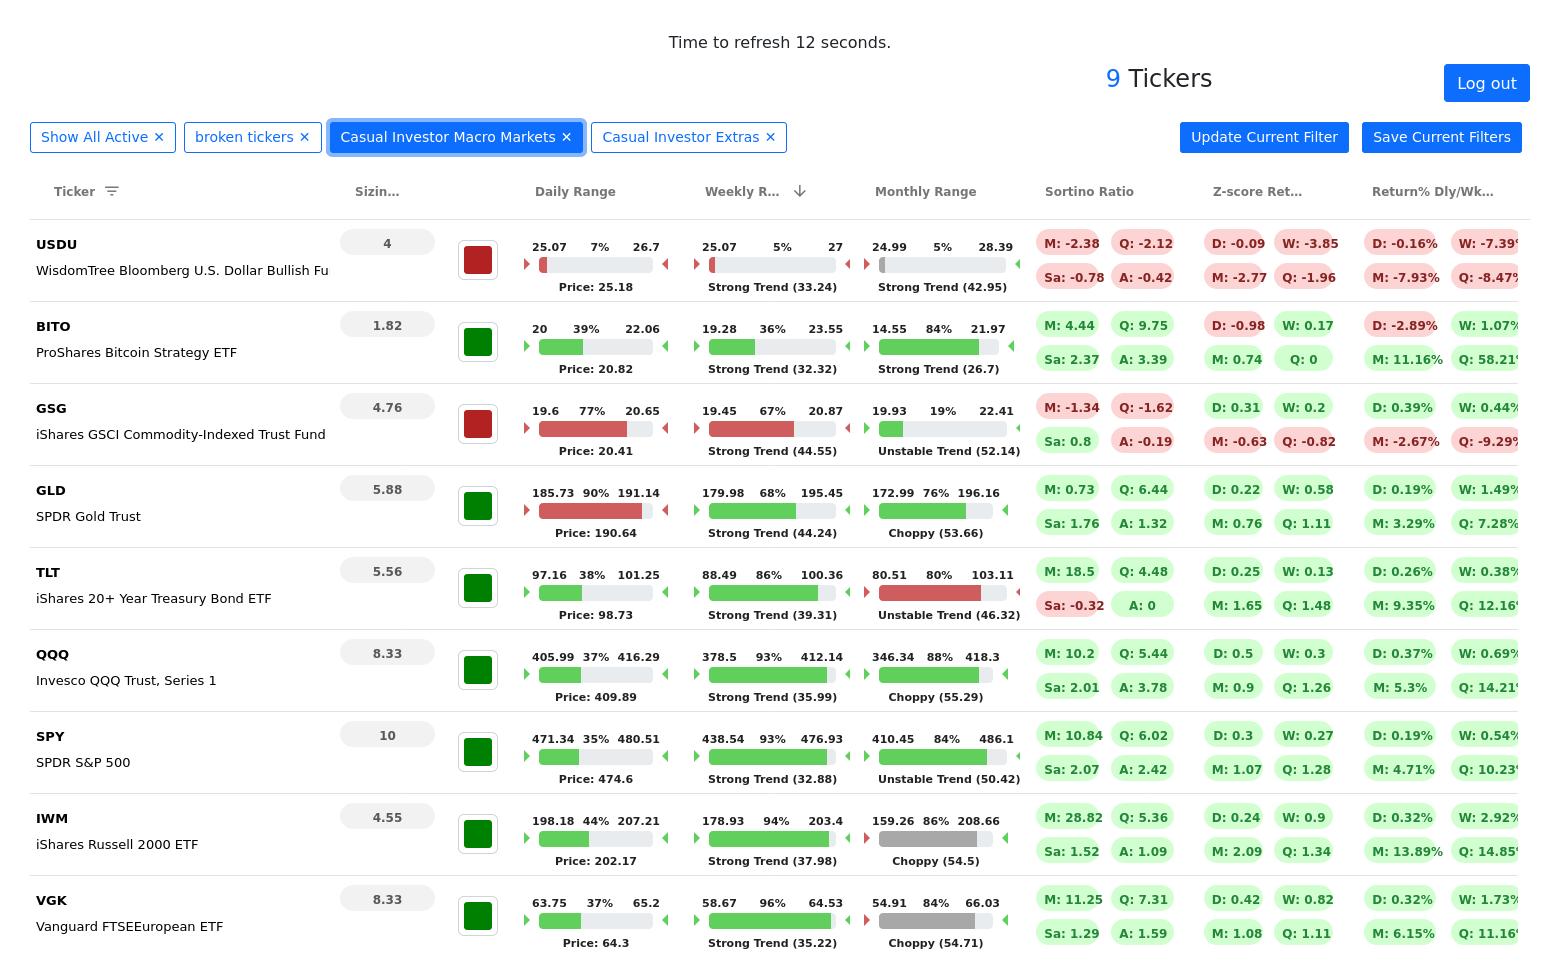 Time to refresh 12 seconds.
9 Tickers
Log out
Show All Active ✕ broken tickers ✕ Casual Investor Macro Markets ✕ Casual Investor Extras ✕ Update Current Filter Save Current Filters
Ticker Sizin... Daily Range Weekly R... Monthly Range Sortino Ratio Z-score Ret... Return% Dly/Wk...
USDU 4 25.07 7% 26.7 25.07 5% 27 24.99 5% 28.39 M: -2.38 Q: -2.12 D: -0.09 W: -3.85 D: -0.16% W: -7.39%
WisdomTree Bloomberg U.S. Dollar Bullish Fu Price: 25.18 Strong Trend (33.24) Strong Trend (42.95) Sa: -0.78 A: -0.42 M: -2.77 Q: -1.96 M: -7.93% Q: -8.47%
BITO 1.82 20 39% 22.06 19.28 36% 23.55 14.55 84% 21.97 M: 4.44 Q: 9.75 D: -0.98 W: 0.17 D: -2.89% W: 1.07%
ProShares Bitcoin Strategy ETF Price: 20.82 Strong Trend (32.32) Strong Trend (26.7) Sa: 2.37 A: 3.39 M: 0.74 Q: 0 M: 11.16% Q: 58.21%
GSG 4.76 19.6 77% 20.65 19.45 67% 20.87 19.93 19% 22.41 M: -1.34 Q: -1.62 D: 0.31 W: 0.2 D: 0.39% W: 0.44%
iShares GSCI Commodity-Indexed Trust Fund Price: 20.41 Strong Trend (44.55) Unstable Trend (52.14) Sa: 0.8 A: -0.19 M: -0.63 Q: -0.82 M: -2.67% Q: -9.29%
GLD 5.88 185.73 90% 191.14 179.98 68% 195.45 172.99 76% 196.16 M: 0.73 Q: 6.44 D: 0.22 W: 0.58 D: 0.19% W: 1.49%
SPDR Gold Trust Price: 190.64 Strong Trend (44.24) Choppy (53.66) Sa: 1.76 A: 1.32 M: 0.76 Q: 1.11 M: 3.29% Q: 7.28%
TLT 5.56 97.16 38% 101.25 88.49 86% 100.36 80.51 80% 103.11 M: 18.5 Q: 4.48 D: 0.25 W: 0.13 D: 0.26% W: 0.38%
iShares 20+ Year Treasury Bond ETF Price: 98.73 Strong Trend (39.31) Unstable Trend (46.32) Sa: -0.32 A: 0 M: 1.65 Q: 1.48 M: 9.35% Q: 12.16%
QQQ 8.33 405.99 37% 416.29 378.5 93% 412.14 346.34 88% 418.3 M: 10.2 Q: 5.44 D: 0.5 W: 0.3 D: 0.37% W: 0.69%
Invesco QQQ Trust, Series 1 Price: 409.89 Strong Trend (35.99) Choppy (55.29) Sa: 2.01 A: 3.78 M: 0.9 Q: 1.26 M: 5.3% Q: 14.21%
SPY 10 471.34 35% 480.51 438.54 93% 476.93 410.45 84% 486.1 M: 10.84 Q: 6.02 D: 0.3 W: 0.27 D: 0.19% W: 0.54%
SPDR S&P 500 Price: 474.6 Strong Trend (32.88) Unstable Trend (50.42) Sa: 2.07 A: 2.42 M: 1.07 Q: 1.28 M: 4.71% Q: 10.23%
IWM 4.55 198.18 44% 207.21 178.93 94% 203.4 159.26 86% 208.66 M: 28.82 Q: 5.36 D: 0.24 W: 0.9 D: 0.32% W: 2.92%
iShares Russell 2000 ETF Price: 202.17 Strong Trend (37.98) Choppy (54.5) Sa: 1.52 A: 1.09 M: 2.09 Q: 1.34 M: 13.89% Q: 14.85%
VGK 8.33 63.75 37% 65.2 58.67 96% 64.53 54.91 84% 66.03 M: 11.25 Q: 7.31 D: 0.42 W: 0.82 D: 0.32% W: 1.73%
Vanguard FTSEEuropean ETF Price: 64.3 Strong Trend (35.22) Choppy (54.71) Sa: 1.29 A: 1.59 M: 1.08 Q: 1.11 M: 6.15% Q: 11.16%